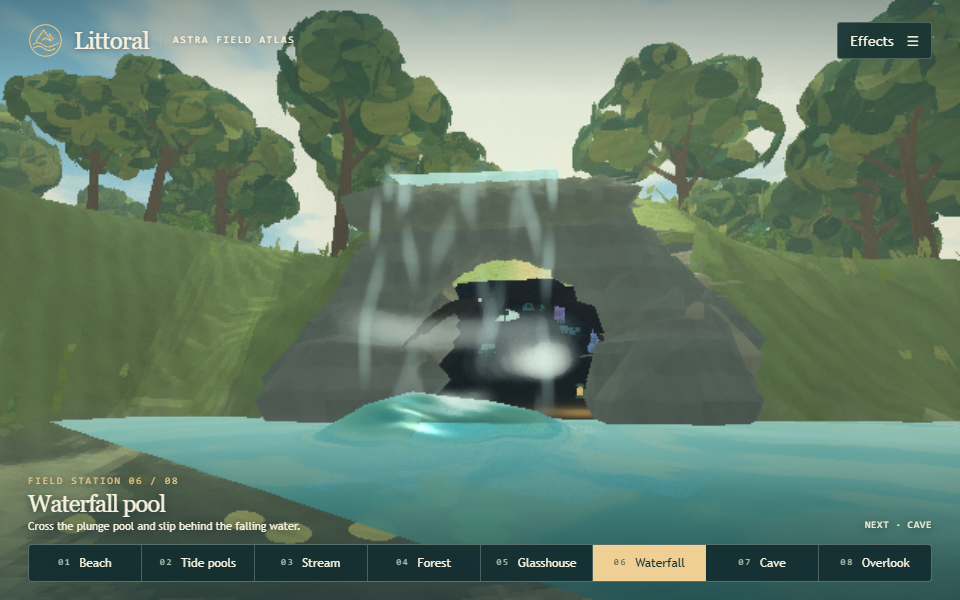 Littoral
ASTRA FIELD ATLAS
Effects
FIELD STATION 06 / 08
Waterfall pool
Cross the plunge pool and slip behind the falling water.
NEXT · CAVE
01 Beach
02 Tide pools
03 Stream
04 Forest
05 Glasshouse
06 Waterfall
07 Cave
08 Overlook